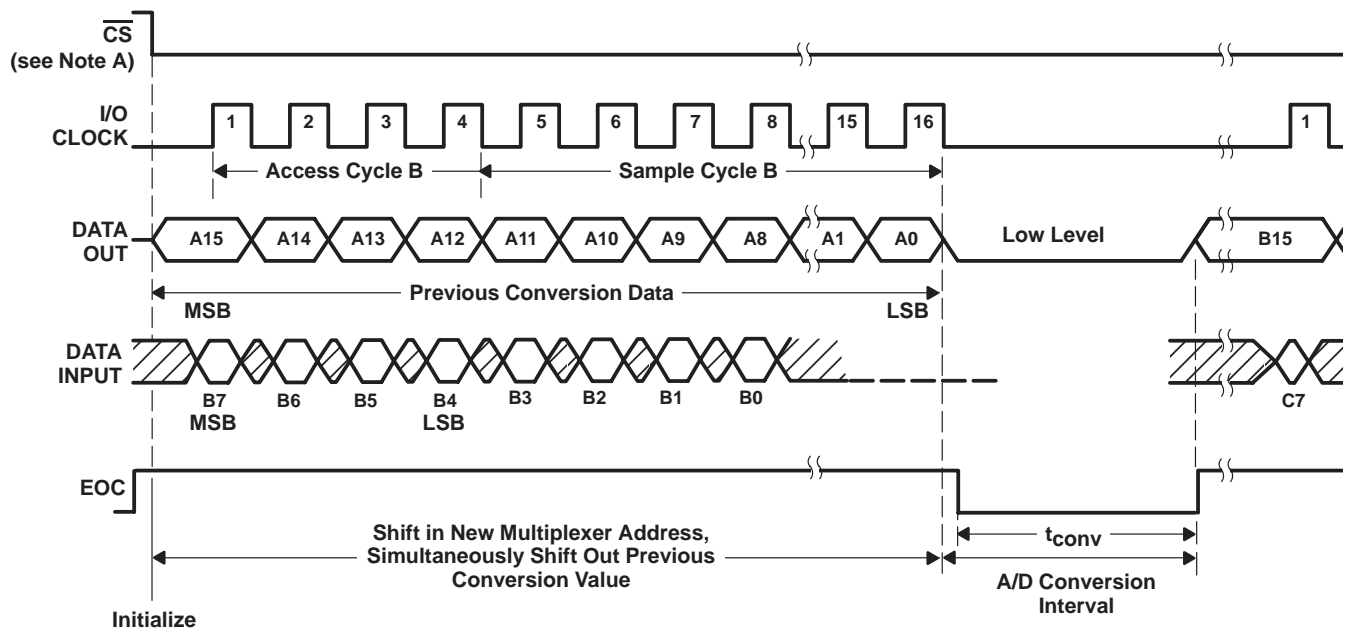 CS
(see Note A)
I/O
CLOCK
1 2 3 4 5 6 7 8 15 16 1
Access Cycle B Sample Cycle B
DATA
OUT
A15 A14 A13 A12 A11 A10 A9 A8 A1 A0 Low Level B15
Previous Conversion Data
MSB LSB
DATA
INPUT
B7 B6 B5 B4 B3 B2 B1 B0 C7
MSB LSB
EOC
Shift in New Multiplexer Address,
Simultaneously Shift Out Previous
Conversion Value
tconv
A/D Conversion
Interval
Initialize